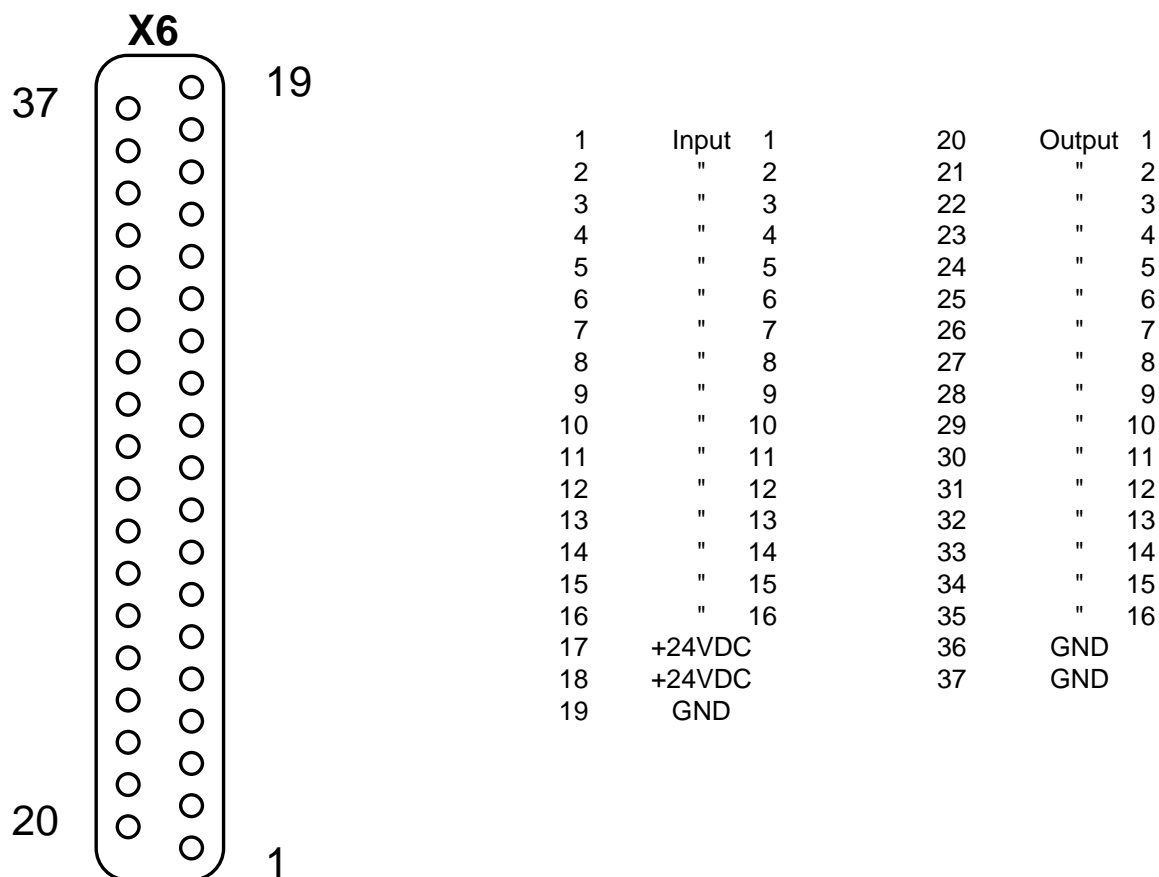 X6
19
37
1 Input 1 20 Output 1
2 " 2 21 " 2
3 " 3 22 " 3
4 " 4 23 " 4
5 " 5 24 " 5
6 " 6 25 " 6
7 " 7 26 " 7
8 " 8 27 " 8
9 " 9 28 " 9
10 " 10 29 " 10
11 " 11 30 " 11
12 " 12 31 " 12
13 " 13 32 " 13
14 " 14 33 " 14
15 " 15 34 " 15
16 " 16 35 " 16
17 +24VDC 36 GND
18 +24VDC 37 GND
19 GND
20
1